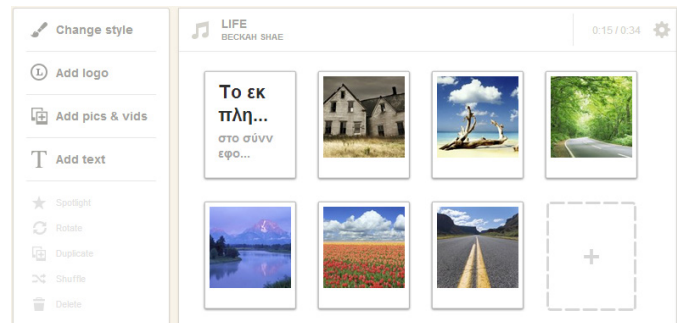 Change style
Add logo
Add pics & vids
Add text
Spotlight
Rotate
Duplicate
Shuffle
Delete
LIFE
BECKAH SHAE
0:15 / 0:34
Το εκ
πλη...
στο σύνν
εφο...